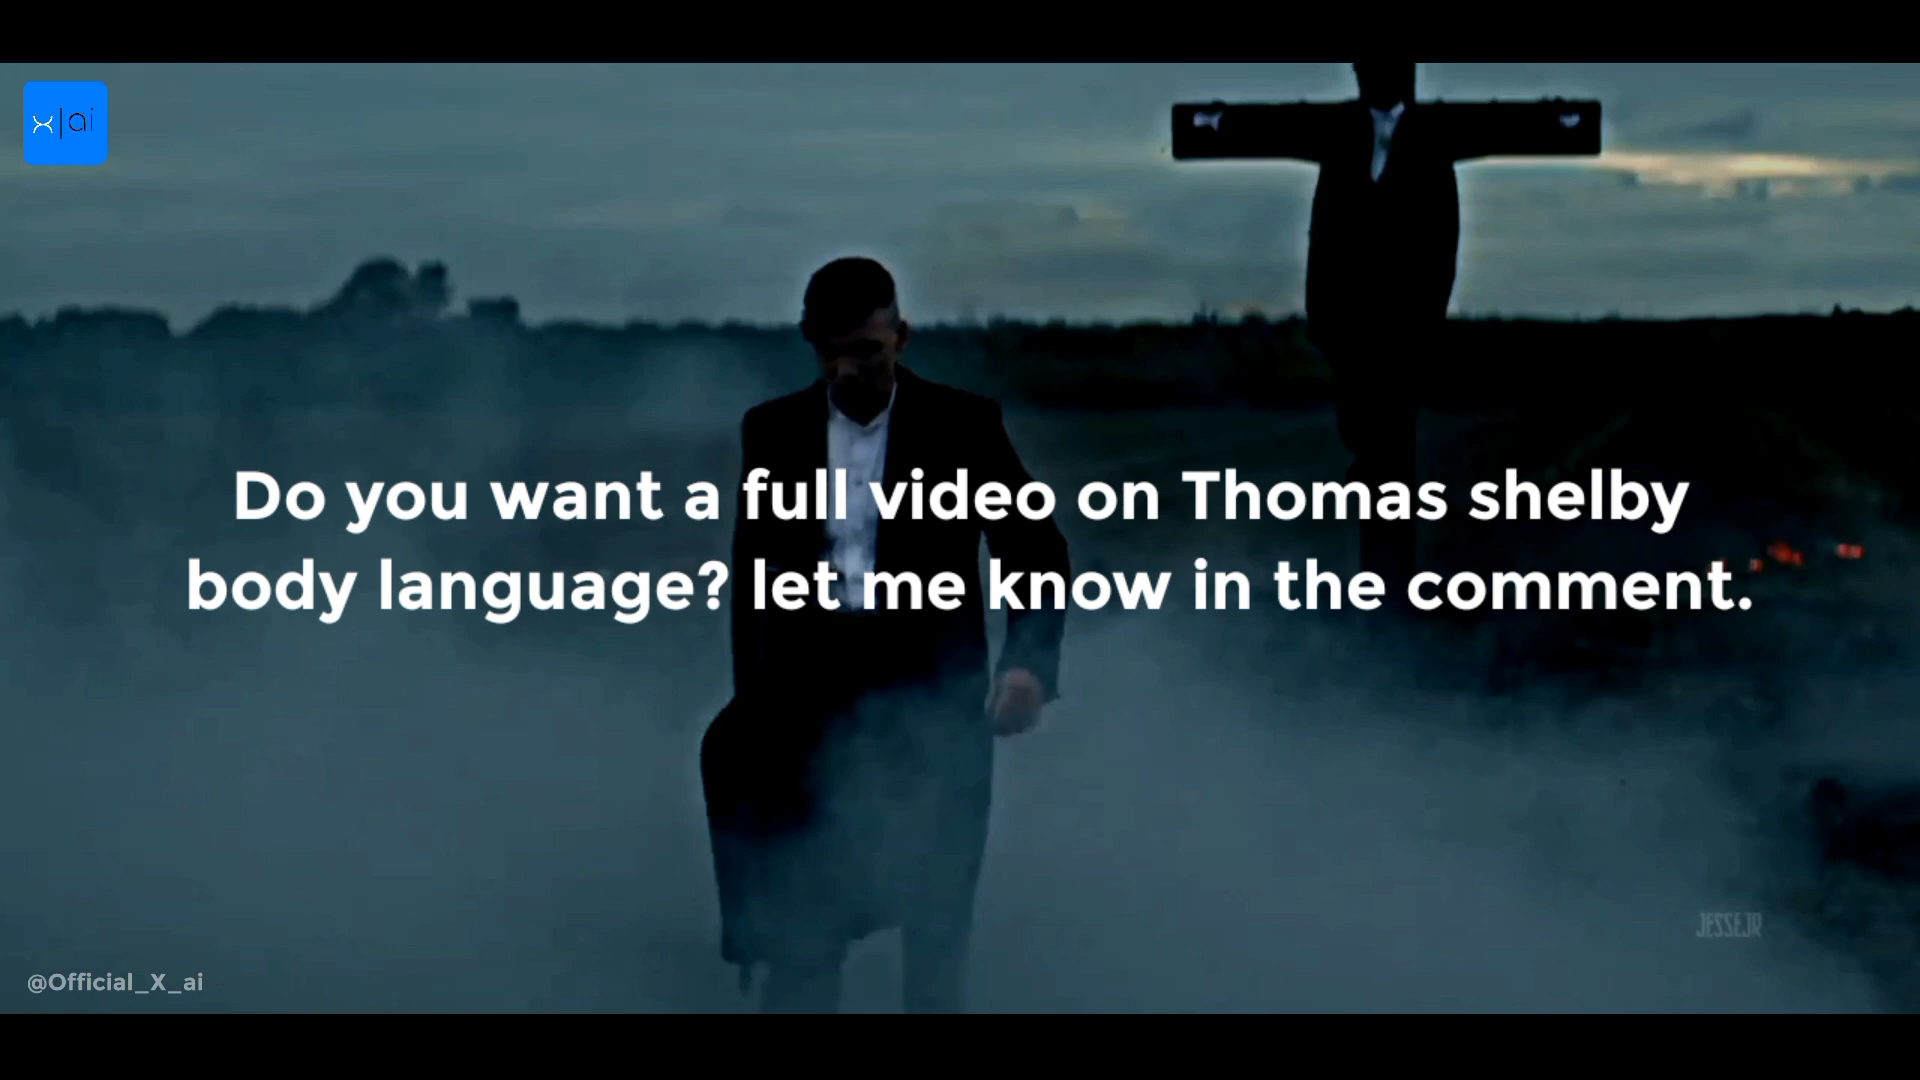 x|ai
Do you want a full video on Thomas shelby
body language? let me know in the comment.
JESSEJR
@Official_X_ai